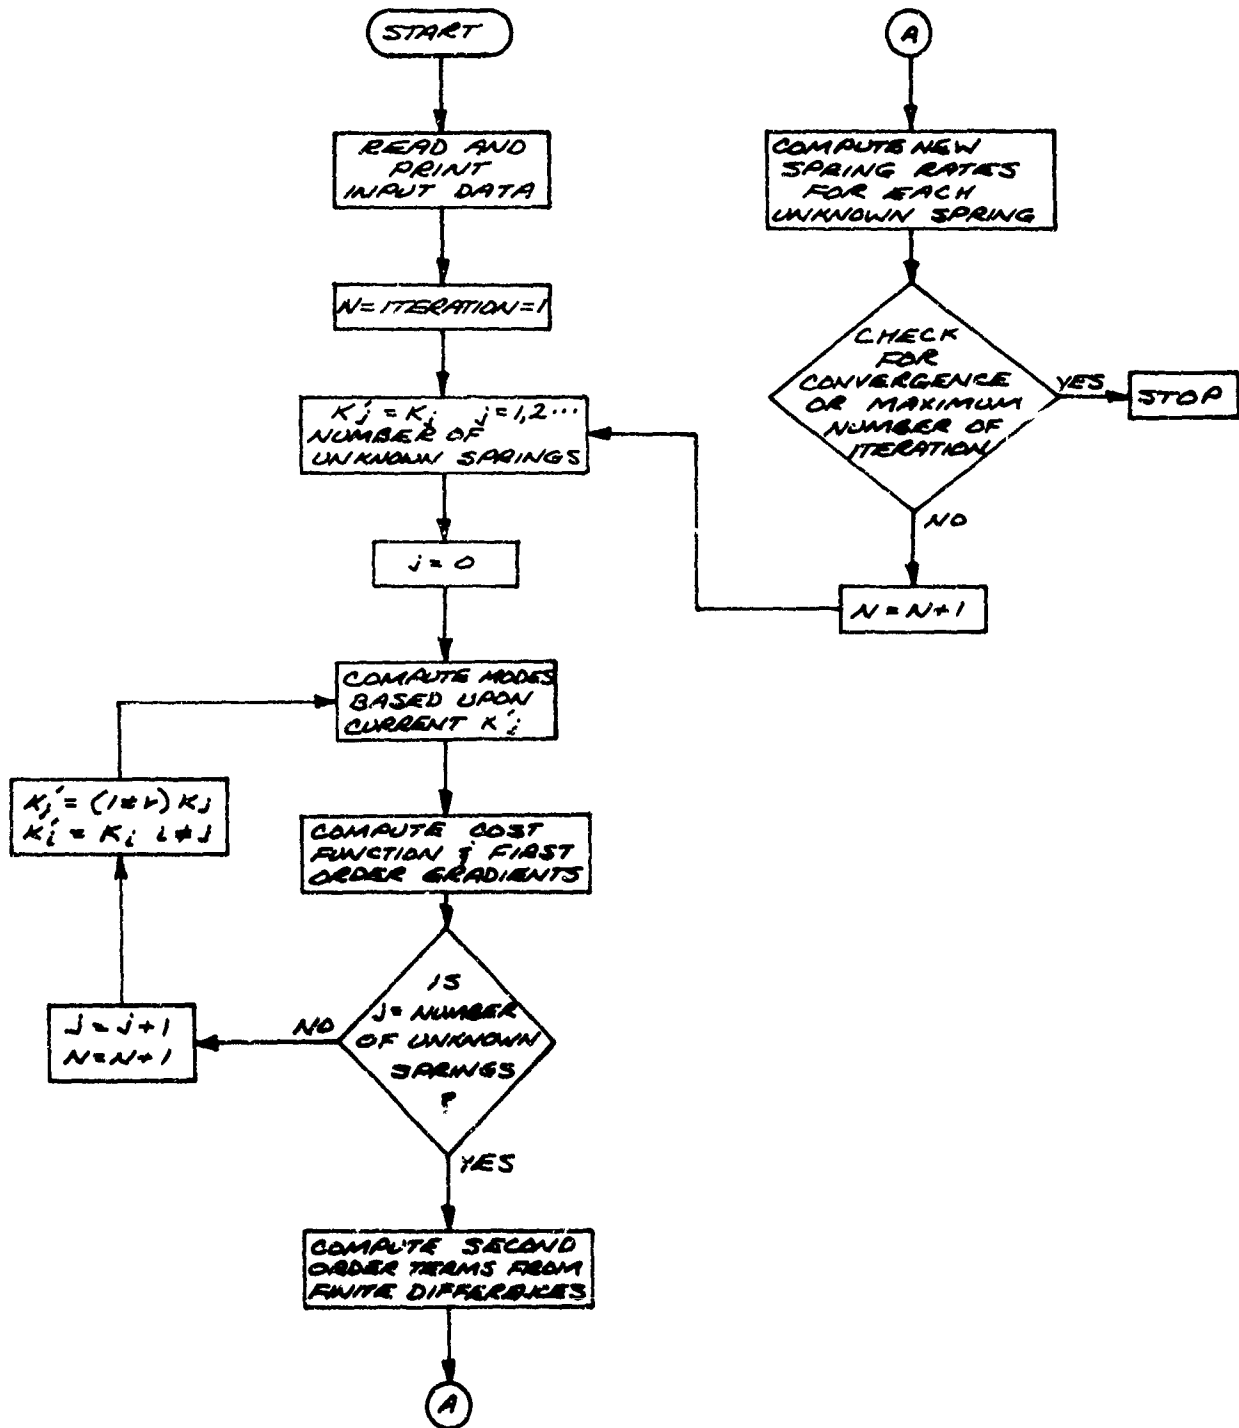 START
READ AND
PRINT
INPUT DATA
N=ITERATION=1
K'j = Kj j=1,2...
NUMBER OF
UNKNOWN SPRINGS
j = 0
COMPUTE MODES
BASED UPON
CURRENT K'j
COMPUTE COST
FUNCTION & FIRST
ORDER GRADIENTS
IS
J= NUMBER
OF UNKNOWN
SPRINGS
?
NO
J = J+1
N=N+1
Kj' =
K'i = Ki i≠J
YES
COMPUTE SECOND
ORDER TERMS FROM
FINITE DIFFERENCES
A
A
COMPUTE NEW
SPRING RATES
FOR EACH
UNKNOWN SPRING
CHECK
FOR
CONVERGENCE
OR MAXIMUM
NUMBER OF
ITERATION
YES
STOP
NO
N = N+1